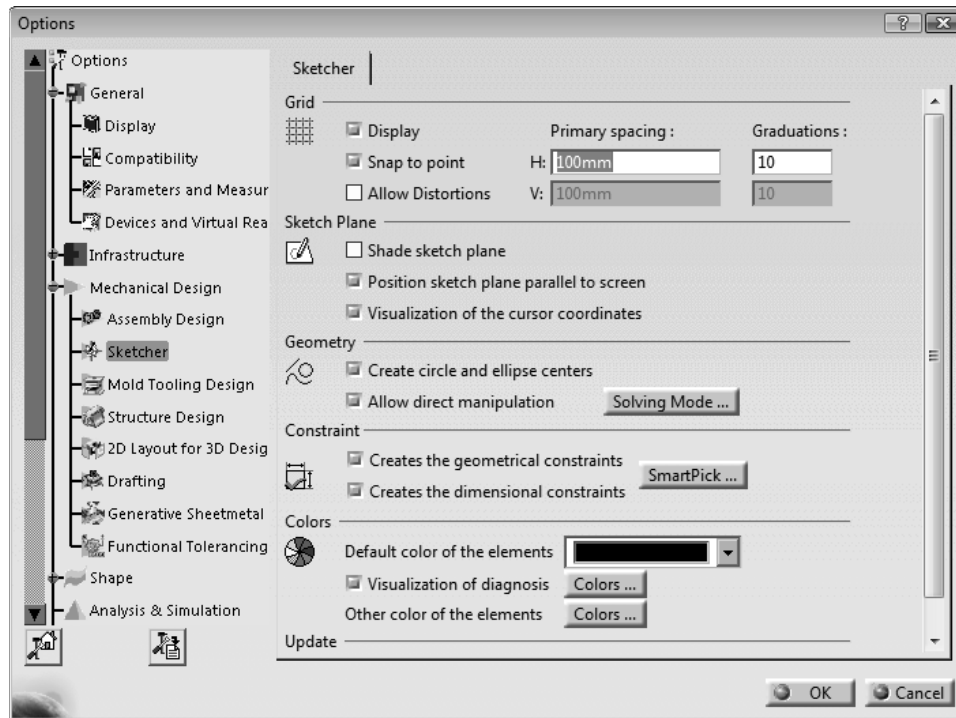 Options
Options
General
Display
Compatibility
Parameters and Measur
Devices and Virtual Rea
Infrastructure
Mechanical Design
Assembly Design
Sketcher
Mold Tooling Design
Structure Design
2D Layout for 3D Desig
Drafting
Generative Sheetmetal
Functional Tolerancing
Shape
Analysis & Simulation
Sketcher
Grid
Display Primary spacing : Graduations :
Snap to point H: 100mm 10
Allow Distortions V: 100mm 10
Sketch Plane
Shade sketch plane
Position sketch plane parallel to screen
Visualization of the cursor coordinates
Geometry
Create circle and ellipse centers
Allow direct manipulation Solving Mode ...
Constraint
Creates the geometrical constraints
SmartPick ...
Creates the dimensional constraints
Colors
Default color of the elements
Visualization of diagnosis Colors ...
Other color of the elements Colors ...
Update
OK Cancel